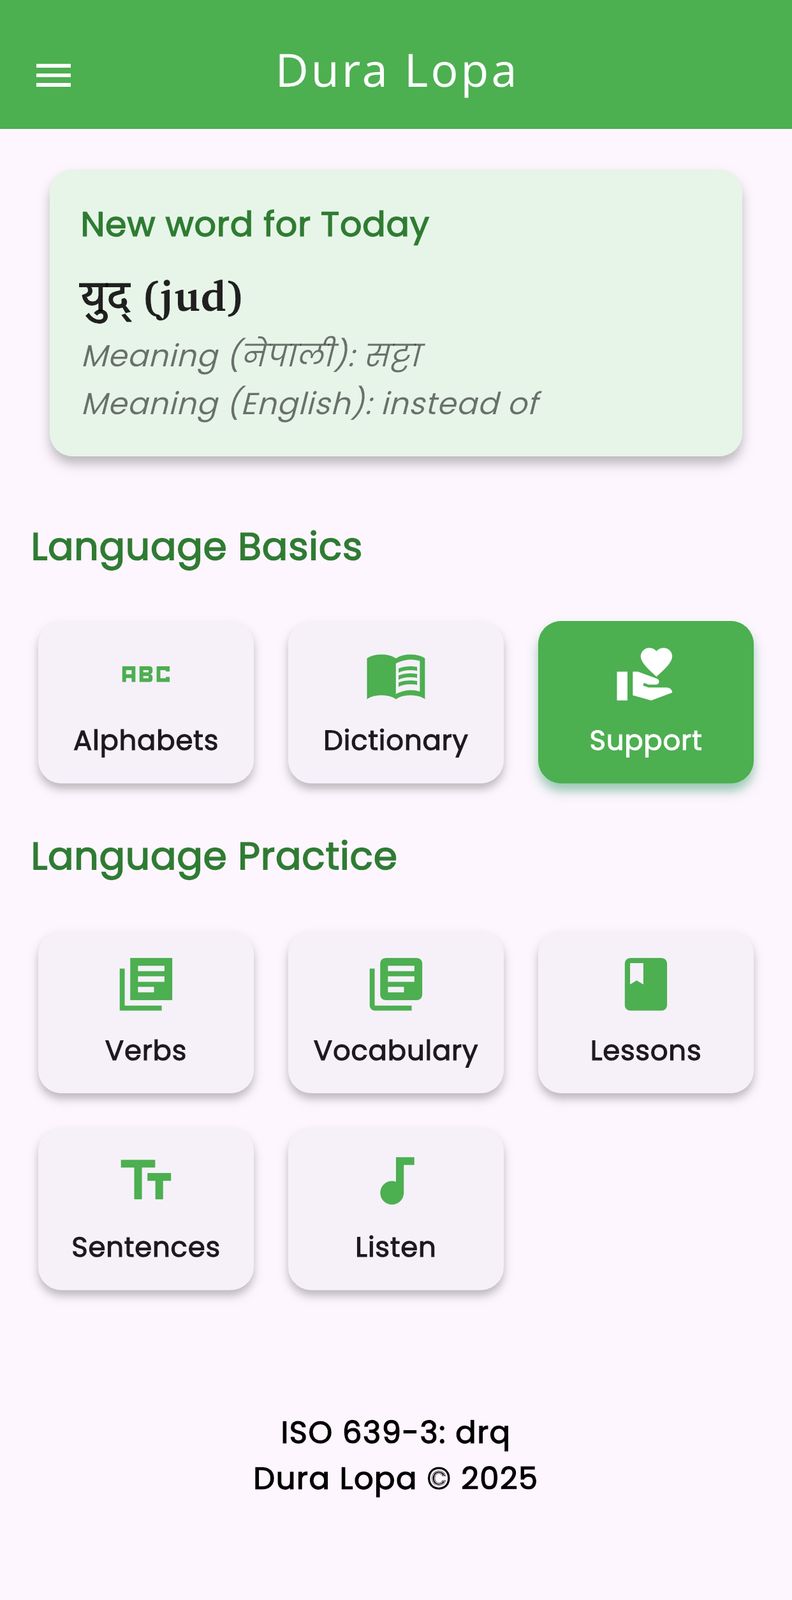 Dura Lopa
New word for Today
युद् (jud)
Meaning (नेपाली): सट्टा
Meaning (English): instead of
Language Basics
ABC
Alphabets
Dictionary
Support
Language Practice
Verbs
Vocabulary
Lessons
Tт
Sentences
Listen
ISO 639-3: drq
Dura Lopa © 2025